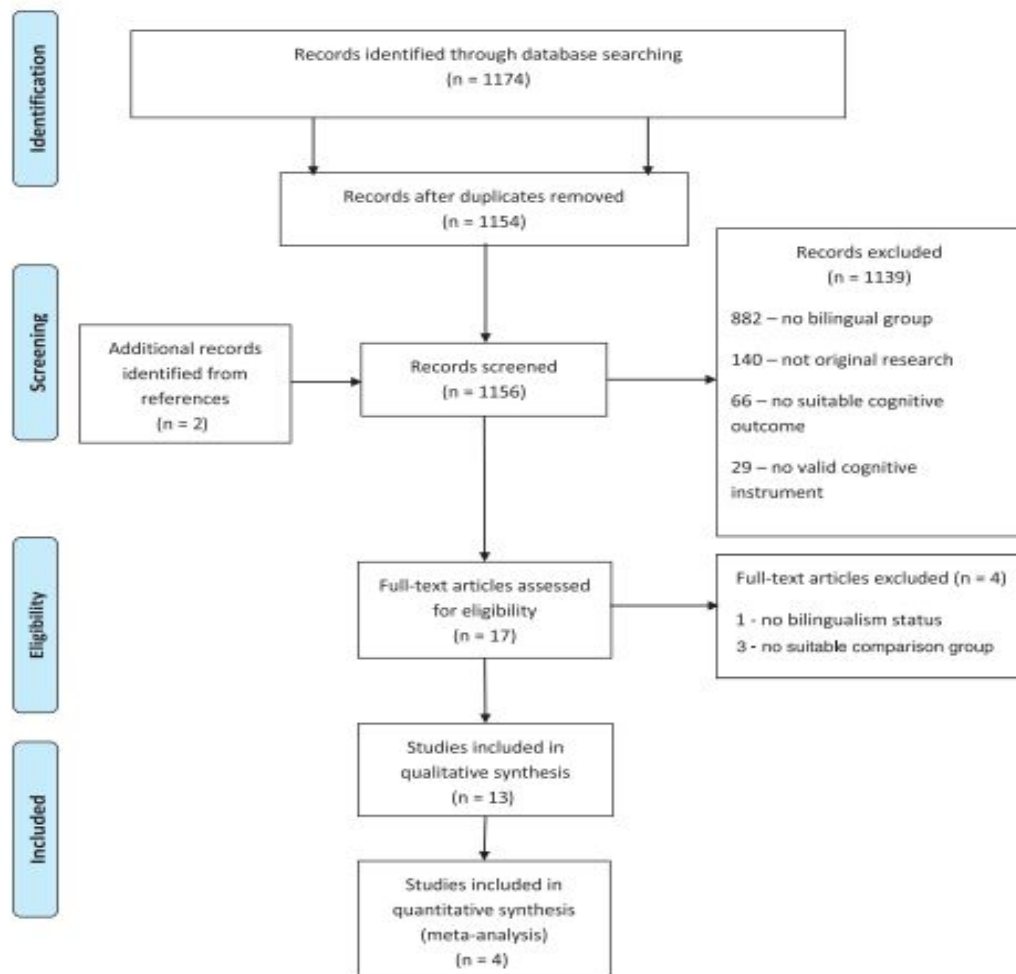 Identification
Records identified through database searching
(n = 1174)
Records after duplicates removed
(n = 1154)
Screening
Additional records
identified from
references
(n = 2)
Records screened
(n = 1156)
Records excluded
(n = 1139)
882 – no bilingual group
140 – not original research
66 – no suitable cognitive
outcome
29 – no valid cognitive
instrument
Eligibility
Full-text articles assessed
for eligibility
(n = 17)
Full-text articles excluded (n = 4)
1 - no bilingualism status
3 - no suitable comparison group
Included
Studies included in
qualitative synthesis
(n = 13)
Studies included in
quantitative synthesis
(meta-analysis)
(n = 4)